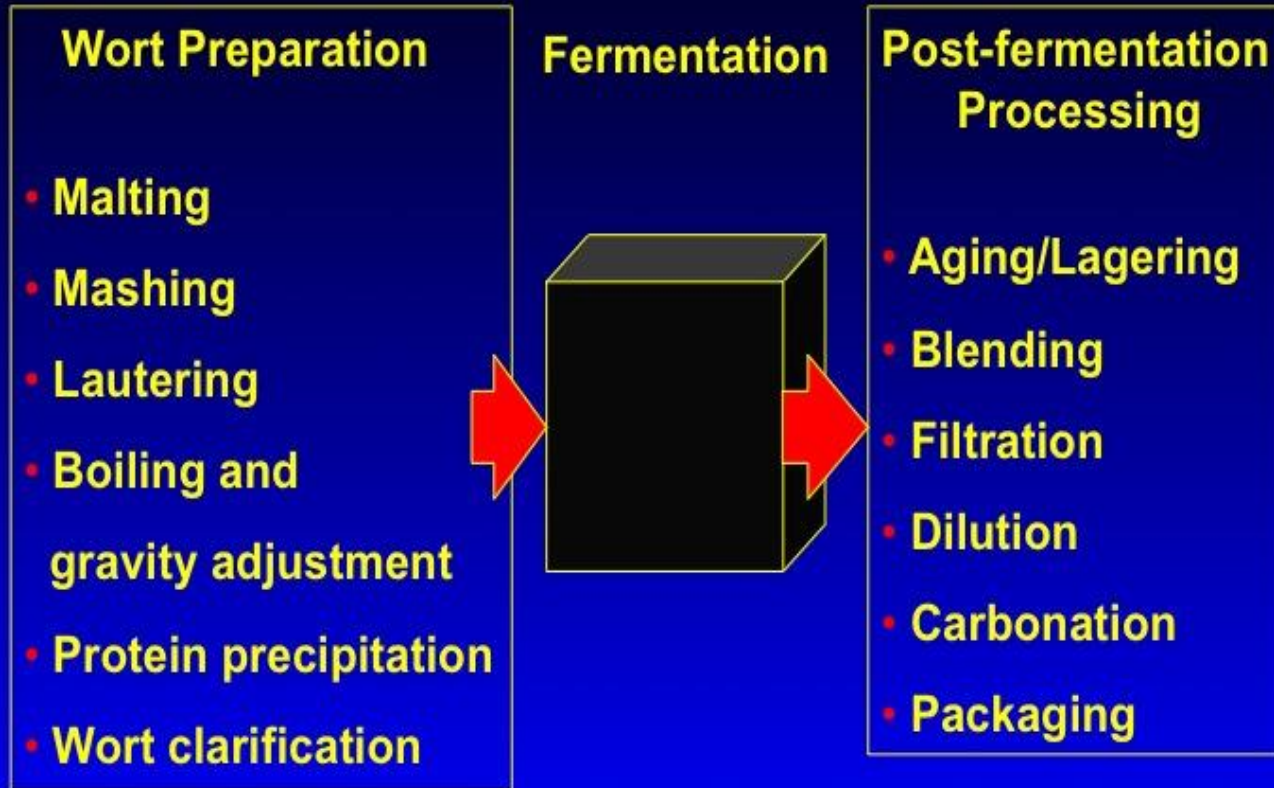 Wort Preparation
• Malting
• Mashing
• Lautering
• Boiling and
gravity adjustment
• Protein precipitation
• Wort clarification
Fermentation
Post-fermentation
Processing
• Aging/Lagering
• Blending
• Filtration
• Dilution
• Carbonation
• Packaging